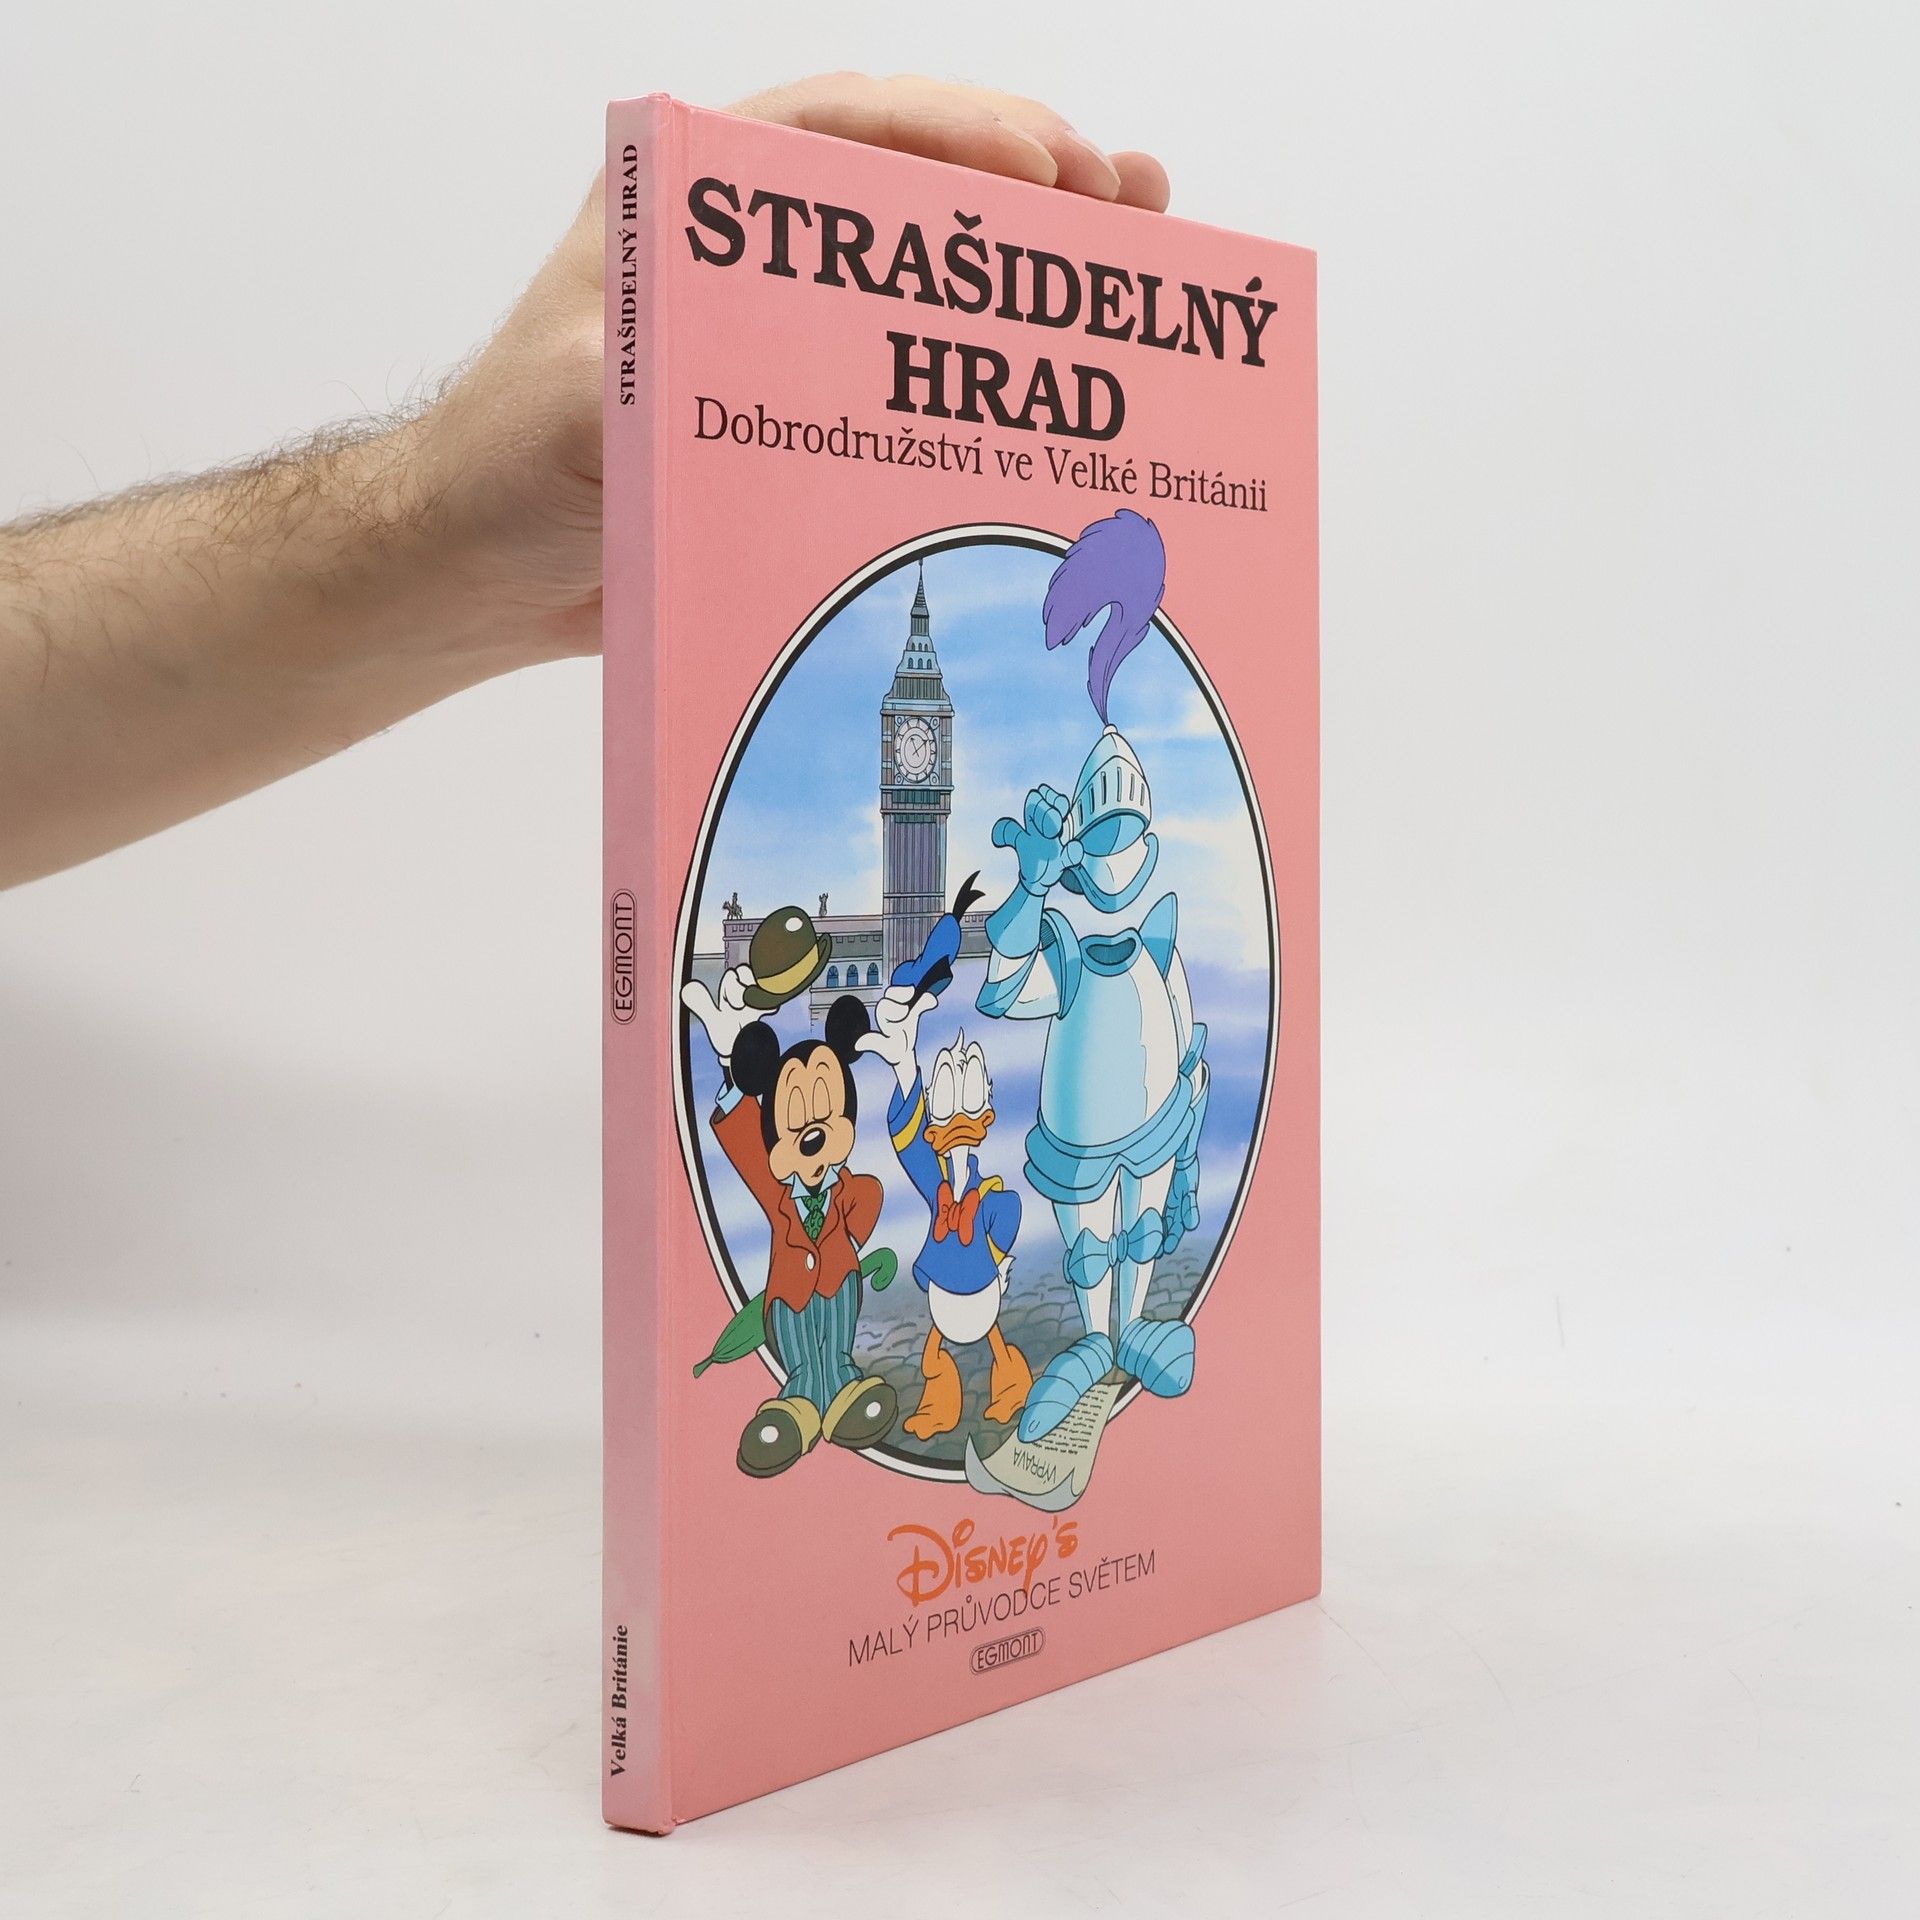 STRAŠIDELNÝ HRAD
EGMONT
Velká Británie
STRAŠIDELNÝ
HRAD
Dobrodružství ve Velké Británii
VÝPRAVA
Disney's
MALÝ PRŮVODCE SVĚTEM
EGMONT